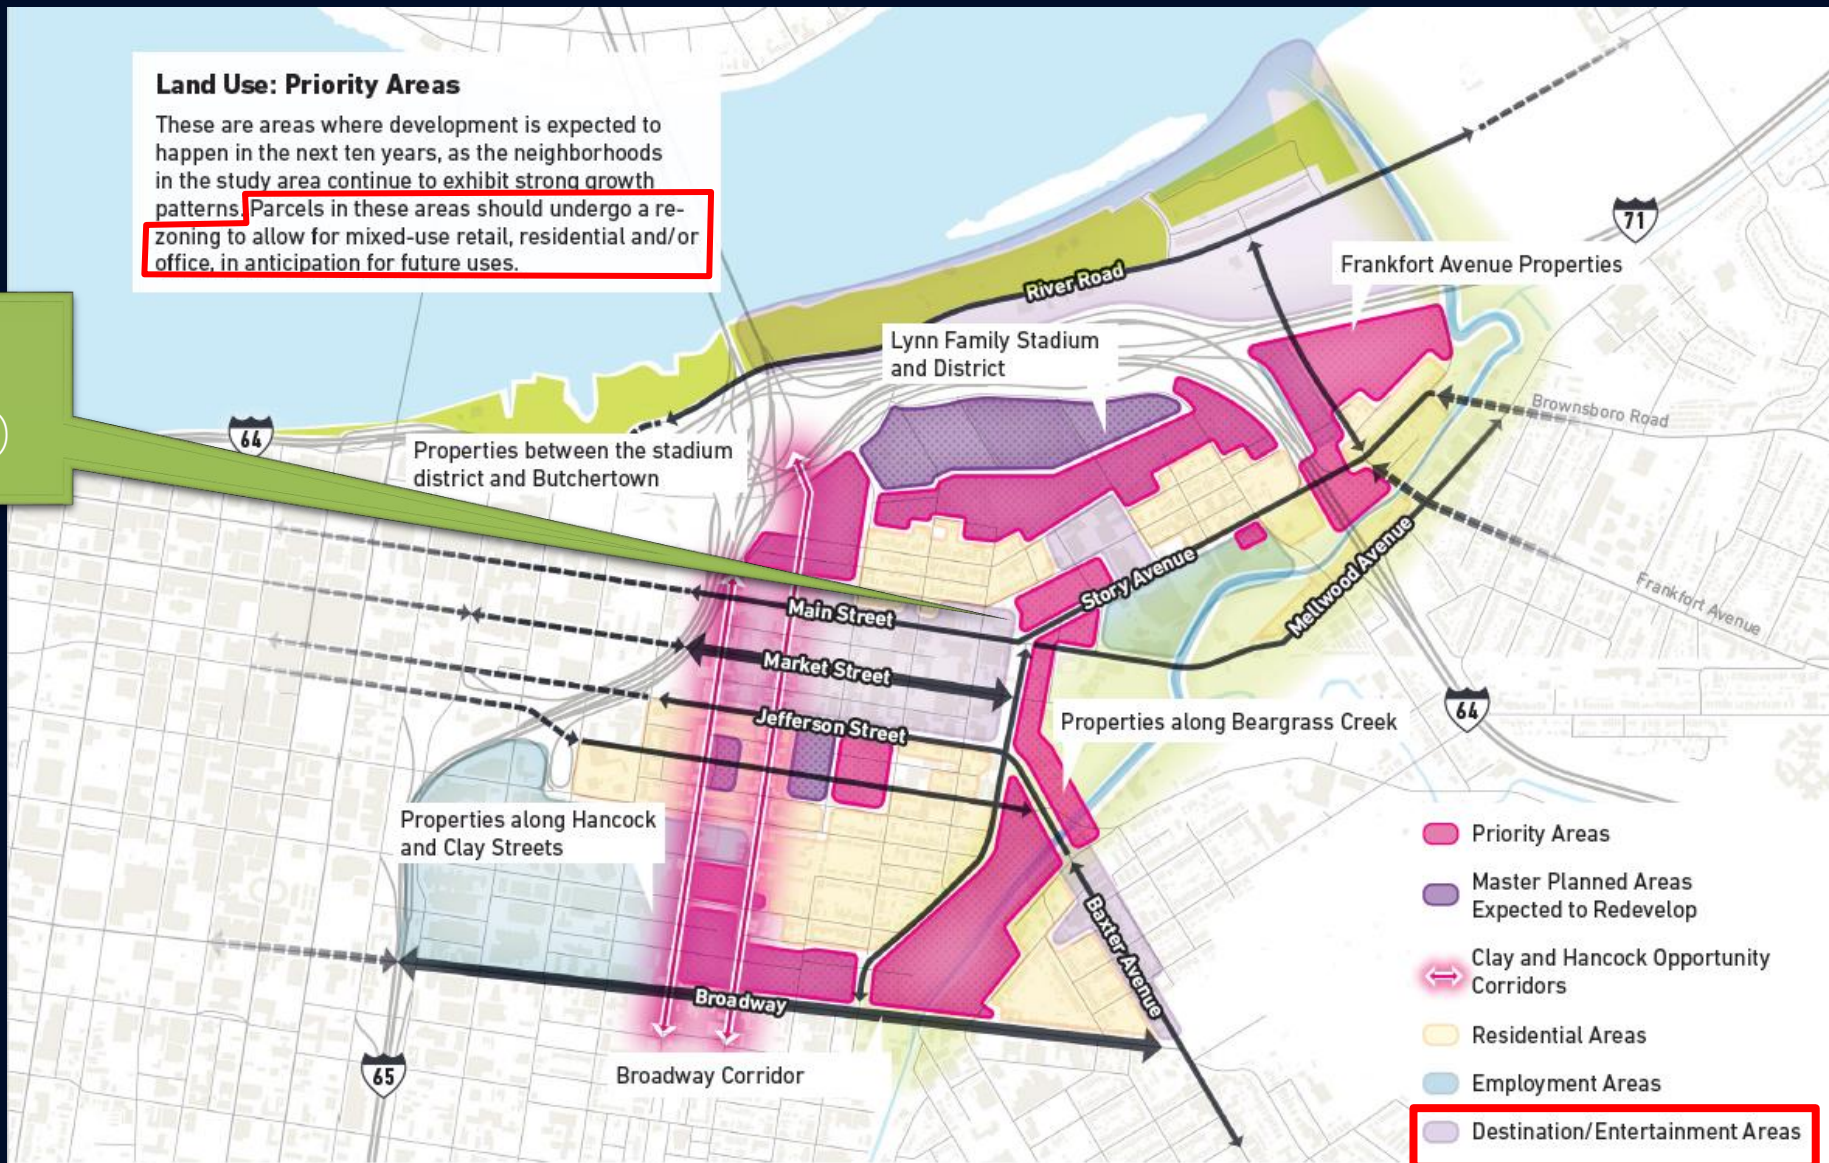 Land Use: Priority Areas
These are areas where development is expected to
happen in the next ten years, as the neighborhoods
in the study area continue to exhibit strong growth
patterns. Parcels in these areas should undergo a re-
zoning to allow for mixed-use retail, residential and/or
office, in anticipation for future uses.
71
Frankfort Avenue Properties
River Road
Lynn Family Stadium
and District
Brownsboro Road
64
Properties between the stadium
district and Butchertown
Story Avenue
Mellwood Avenue
Frankfort Avenue
Main Street
Market Street
Jefferson Street
64
Properties along Beargrass Creek
Properties along Hancock
and Clay Streets
Baxter Avenue
Broadway
65
Broadway Corridor
Priority Areas
Master Planned Areas
Expected to Redevelop
Clay and Hancock Opportunity
Corridors
Residential Areas
Employment Areas
Destination/Entertainment Areas